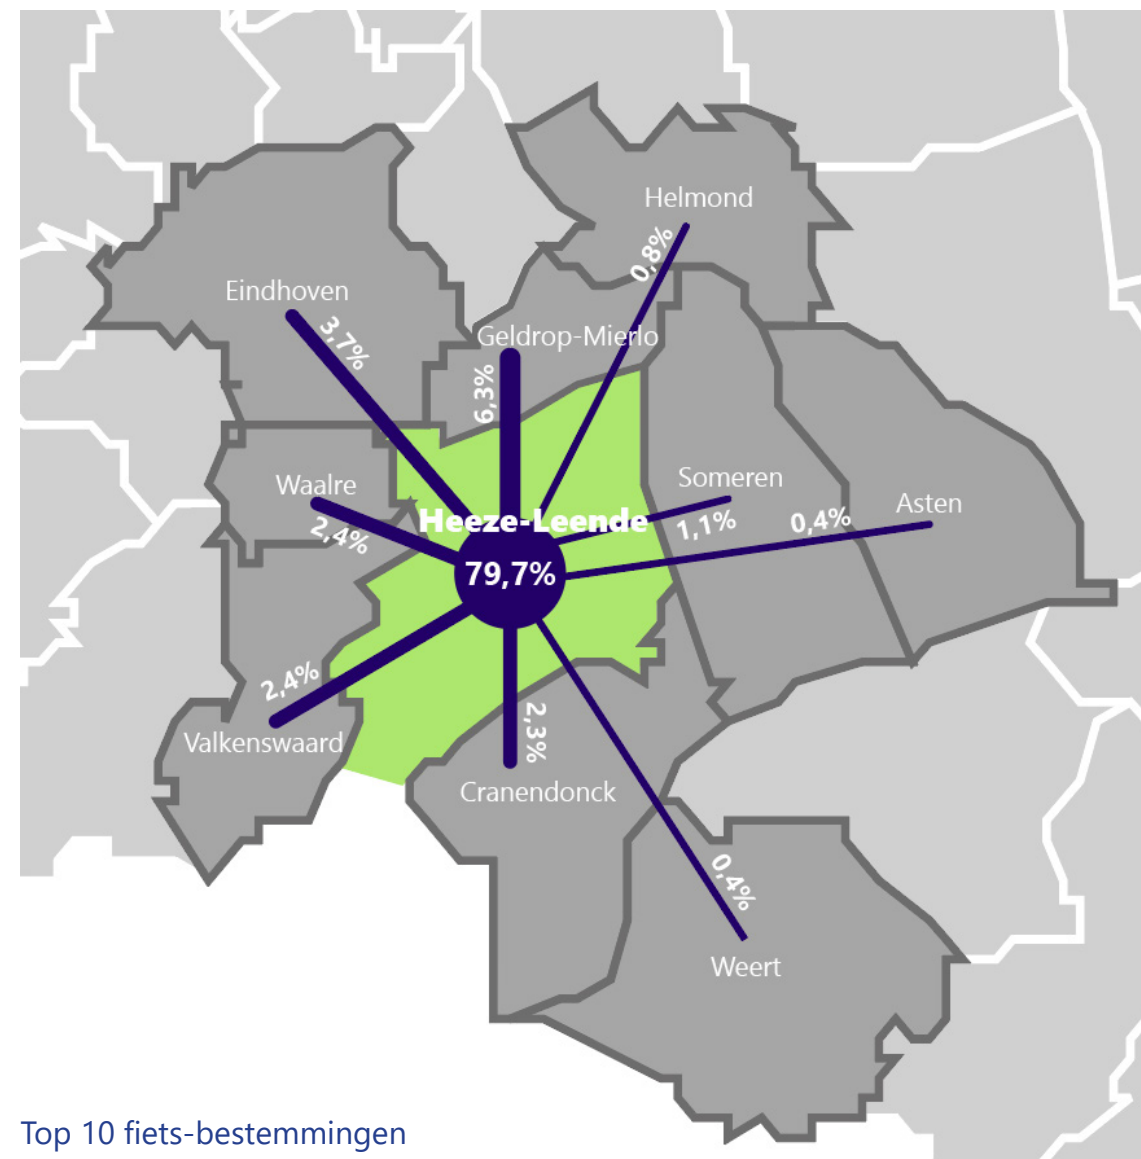 Helmond
0,8%
Eindhoven
3,7%
Geldrop-Mierlo
6,3%
Waalre
2,4%
Someren
1,1%
Asten
0,4%
Heeze-Leende
79,7%
2,4%
Valkenswaard
2,3%
Cranendonck
0,4%
Weert
Top 10 fiets-bestemmingen